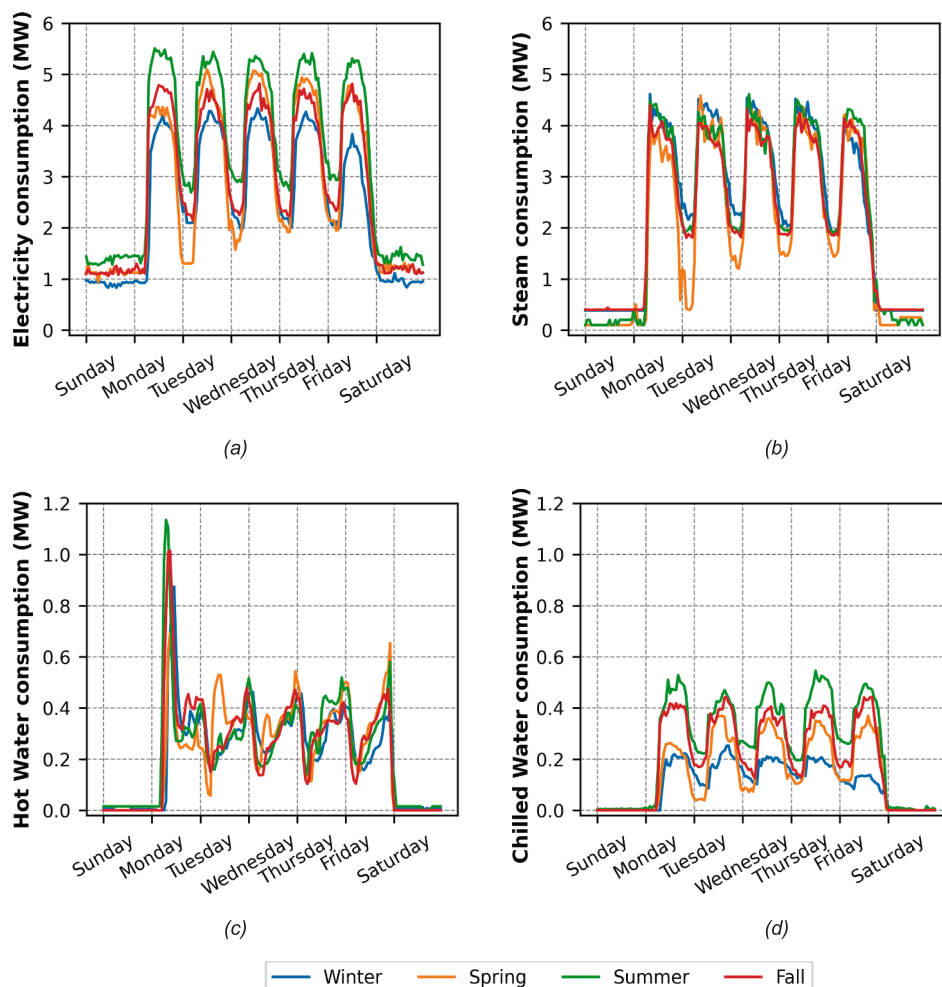 Electricity consumption (MW)
6
5
4
3
2
1
0
Sunday Monday Tuesday Wednesday Thursday Friday Saturday
(a)
Steam consumption (MW)
6
5
4
3
2
1
0
Sunday Monday Tuesday Wednesday Thursday Friday Saturday
(b)
Hot Water consumption (MW)
1.2
1.0
0.8
0.6
0.4
0.2
0.0
Sunday Monday Tuesday Wednesday Thursday Friday Saturday
(c)
Chilled Water consumption (MW)
1.2
1.0
0.8
0.6
0.4
0.2
0.0
Sunday Monday Tuesday Wednesday Thursday Friday Saturday
(d)
Winter Spring Summer Fall